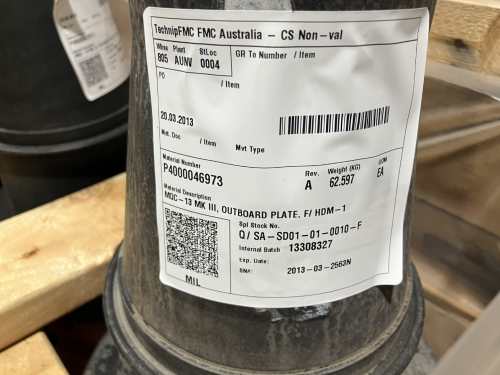 TechnipFMC FMC Australia - CS Non-val
Whse Plant StLoc GR To Number / Item
805 AUNV 0004
PO / Item
20.03.2013
Mat. Doc / Item Mvt Type
Material Number Rev. Weight (KG) UOM
P4000046973 A 62.597 EA
Material Description
MQC-13 MK III, OUTBOARD PLATE, F/ HDM-1
Spl Stock No.
Q / SA-SD01-01-0010-F
Internal Batch 13308327
Exp. Date:
SN#: 2013-03-2563N
MIL